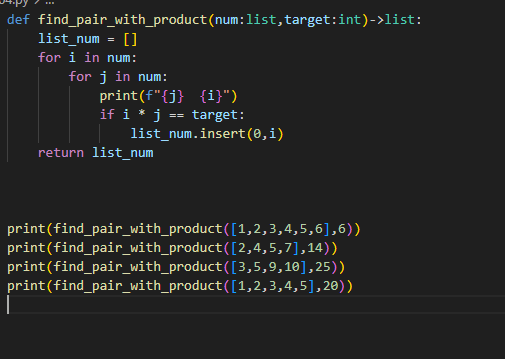 04.py > ...
def find_pair_with_product(num:list,target:int)->list:
    list_num = []
    for i in num:
        for j in num:
            print(f"{j}  {i}")
            if i * j == target:
                list_num.insert(0,i)
    return list_num
print(find_pair_with_product([1,2,3,4,5,6],6))
print(find_pair_with_product([2,4,5,7],14))
print(find_pair_with_product([3,5,9,10],25))
print(find_pair_with_product([1,2,3,4,5],20))